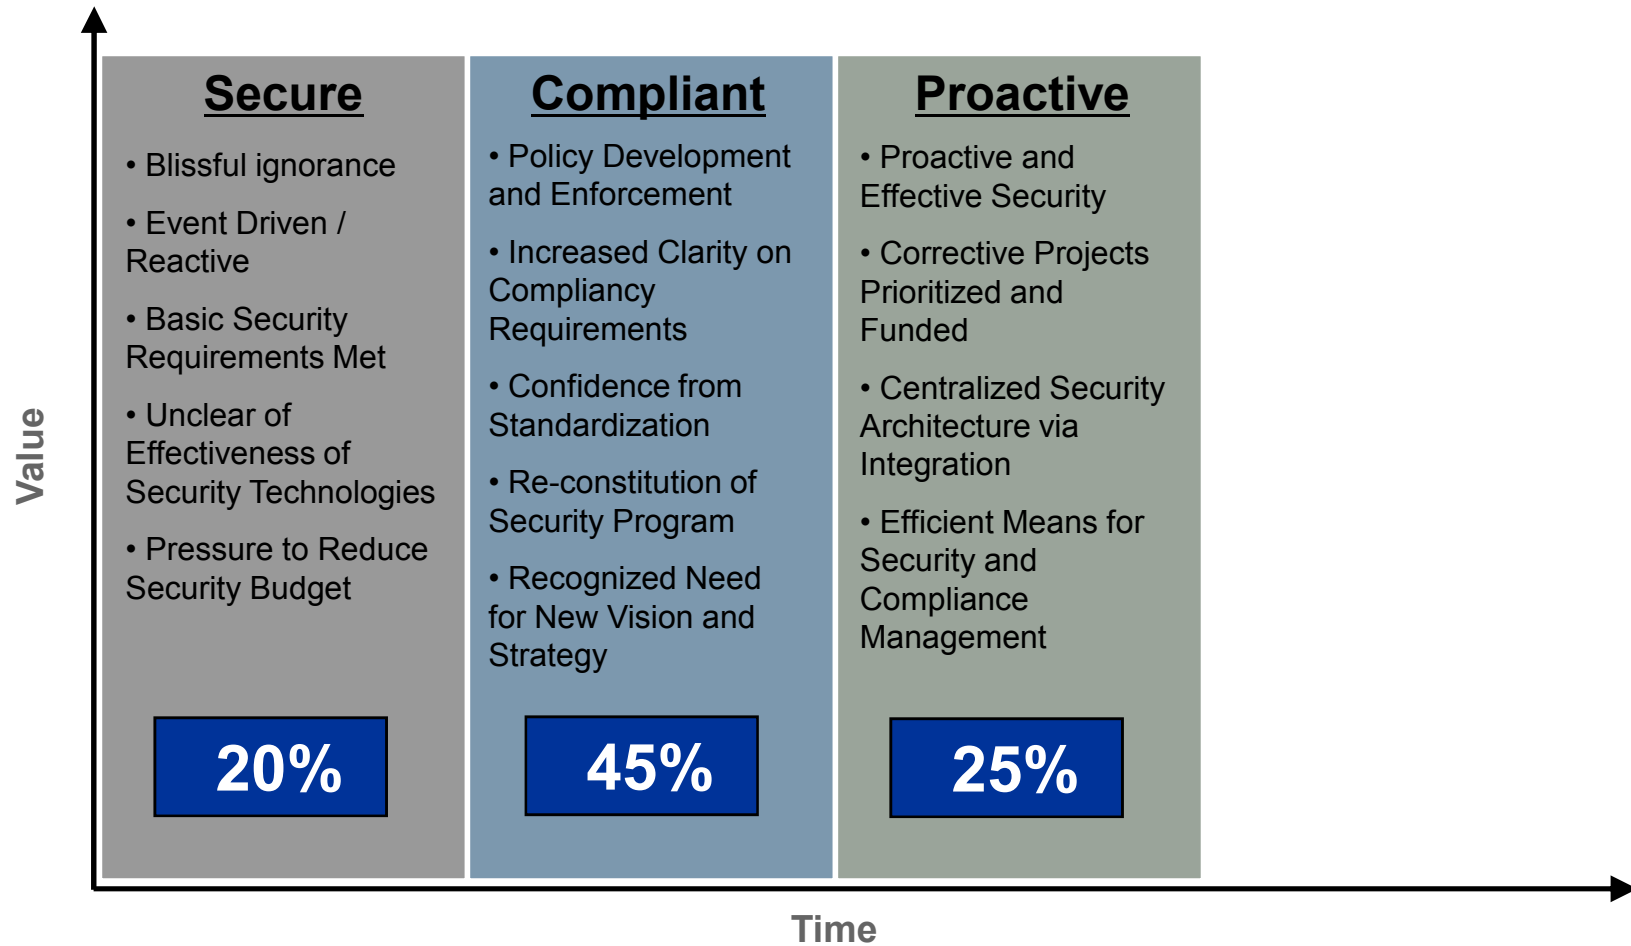 Secure
• Blissful ignorance
• Event Driven /
Reactive
• Basic Security
Requirements Met
• Unclear of
Effectiveness of
Security Technologies
• Pressure to Reduce
Security Budget
20%
Compliant
• Policy Development
and Enforcement
• Increased Clarity on
Compliancy
Requirements
• Confidence from
Standardization
• Re-constitution of
Security Program
• Recognized Need
for New Vision and
Strategy
45%
Proactive
• Proactive and
Effective Security
• Corrective Projects
Prioritized and
Funded
• Centralized Security
Architecture via
Integration
• Efficient Means for
Security and
Compliance
Management
25%
Value
Time